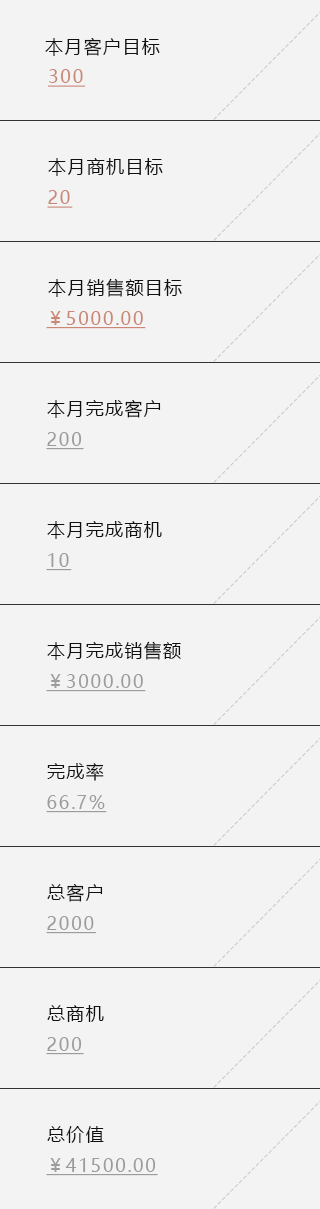 本月客户目标
300
本月商机目标
20
本月销售额目标
￥5000.00
本月完成客户
200
本月完成商机
10
本月完成销售额
￥3000.00
完成率
66.7%
总客户
2000
总商机
200
总价值
￥41500.00